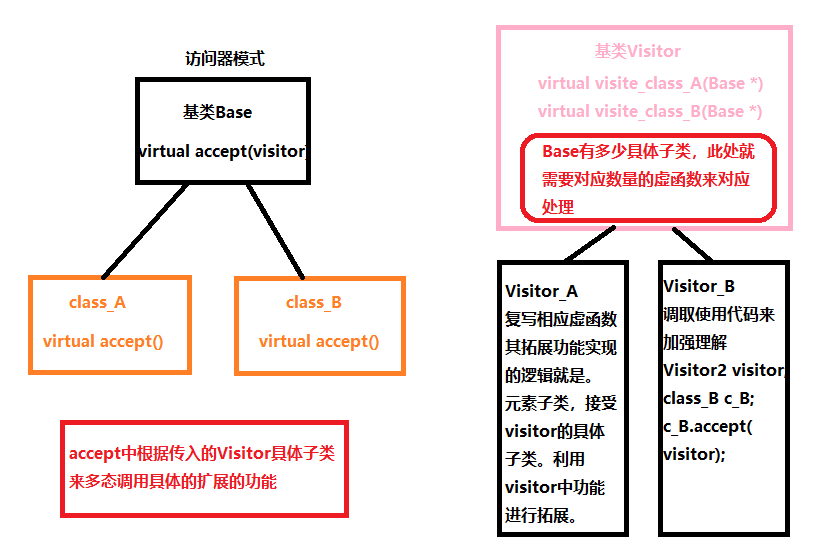 访问器模式
基类Base
virtual accept(visitor)
class_A
virtual accept()
class_B
virtual accept()
accept中根据传入的Visitor具体子类
来多态调用具体的扩展的功能
基类Visitor
virtual visite_class_A(Base *)
virtual visite_class_B(Base *)
Base有多少具体子类，此处就
需要对应数量的虚函数来对应
处理
Visitor_A
复写相应虚函数
其拓展功能实现
的逻辑就是。
元素子类，接受
visitor的具体
子类。利用
visitor中功能
进行拓展。
Visitor_B
调取使用代码来
加强理解
Visitor2 visitor;
class_B c_B;
c_B.accept(
visitor);